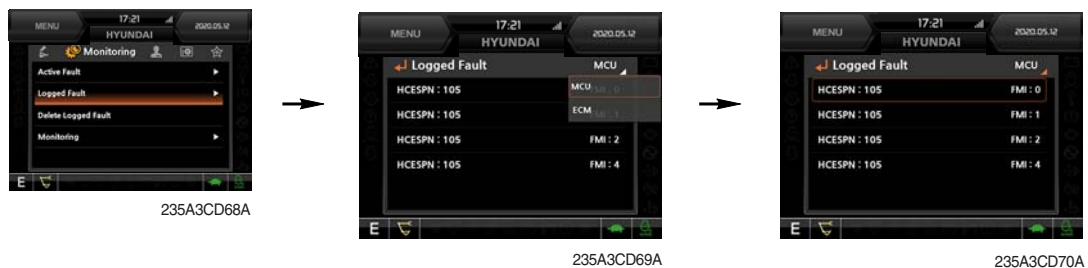 MENU
17:21
HYUNDAI
2020.05.12
Monitoring
Active Fault
Logged Fault
Delete Logged Fault
Monitoring
E
235A3CD68A
MENU
17:21
HYUNDAI
2020.05.12
Logged Fault MCU
HCESPN : 105
MCU
HCESPN : 105
ECM
HCESPN : 105 FMI : 2
HCESPN : 105 FMI : 4
E
235A3CD69A
MENU
17:21
HYUNDAI
2020.05.12
Logged Fault MCU
HCESPN : 105 FMI : 0
HCESPN : 105 FMI : 1
HCESPN : 105 FMI : 2
HCESPN : 105 FMI : 4
E
235A3CD70A